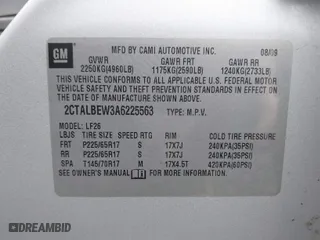 GM
MFD BY CAMI AUTOMOTIVE INC. 08/09
GVWR GAWR FRT GAWR RR
2250KG(4960LB) 1175KG(2590LB) 1240KG(2733LB)
THIS VEHICLE CONFORMS TO ALL APPLICABLE U.S. FEDERAL MOTOR
VEHICLE SAFETY AND THEFT PREVENTION STANDARDS IN
EFFECT ON THE DATE OF MANUFACTURE SHOWN ABOVE.
2CTALBEW3A6225563 TYPE: M.P.V.
MODEL: LF26
LBJS TIRE SIZE SPEED RTG RIM COLD TIRE PRESSURE
FRT P225/65R17 S 17X7J 240KPA(35PSI)
RR P225/65R17 S 17X7J 240KPA(35PSI)
SPA T145/70R17 M 17X4.5T 420KPA(60PSI)
SEE OWNER'S MANUAL FOR MORE INFORMATION.
DREAMBID